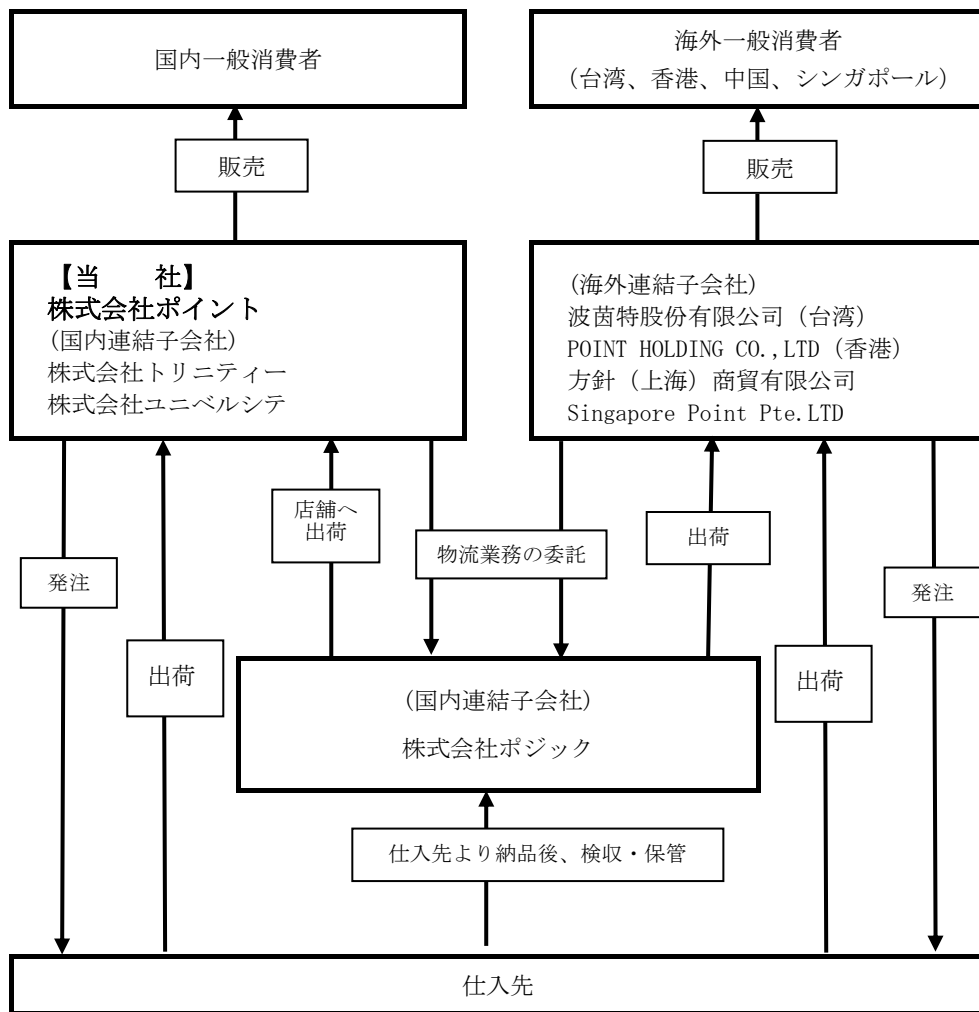 国内一般消費者
海外一般消費者
(台湾、香港、中国、シンガポール)
販売
販売
【当　　社】
株式会社ポイント
(国内連結子会社)
株式会社トリニティー
株式会社ユニベルシテ
(海外連結子会社)
波茵特股份有限公司 (台湾)
POINT HOLDING CO.,LTD (香港)
方針 (上海) 商貿有限公司
Singapore Point Pte.LTD
店舗へ
出荷
出荷
物流業務の委託
発注
発注
出荷
出荷
(国内連結子会社)
株式会社ポジック
仕入先より納品後、検収・保管
仕入先